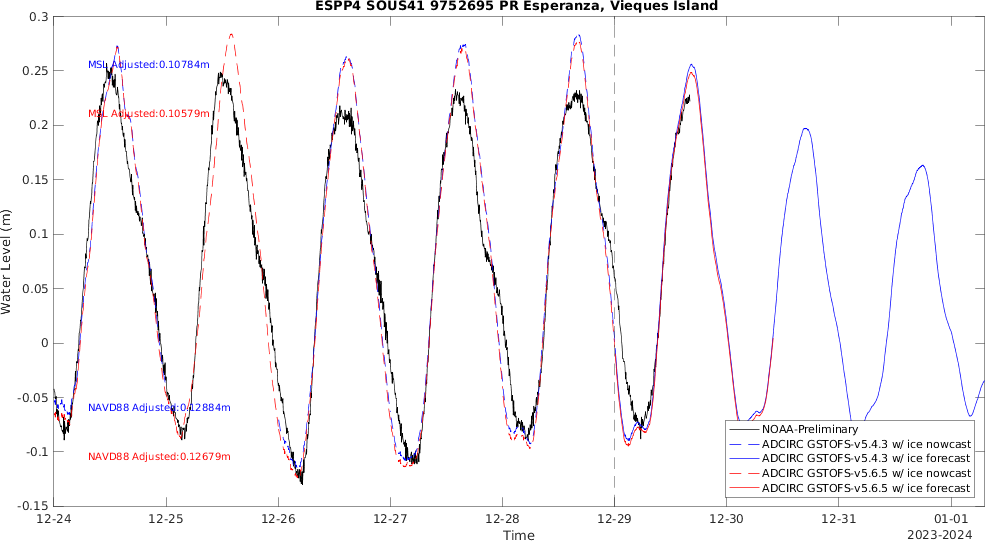 ESPP4 SOUS41 9752695 PR Esperanza, Vieques Island
0.3
0.25
0.2
0.15
0.1
0.05
0
-0.05
-0.1
-0.15
Water Level (m)
MSL Adjusted:0.10784m
MSL Adjusted:0.10579m
NAVD88 Adjusted:0.12884m
NAVD88 Adjusted:0.12679m
NOAA-Preliminary
ADCIRC GSTOFS-v5.4.3 w/ ice nowcast
ADCIRC GSTOFS-v5.4.3 w/ ice forecast
ADCIRC GSTOFS-v5.6.5 w/ ice nowcast
ADCIRC GSTOFS-v5.6.5 w/ ice forecast
12-24 12-25 12-26 12-27 12-28 12-29 12-30 12-31 01-01
Time
2023-2024